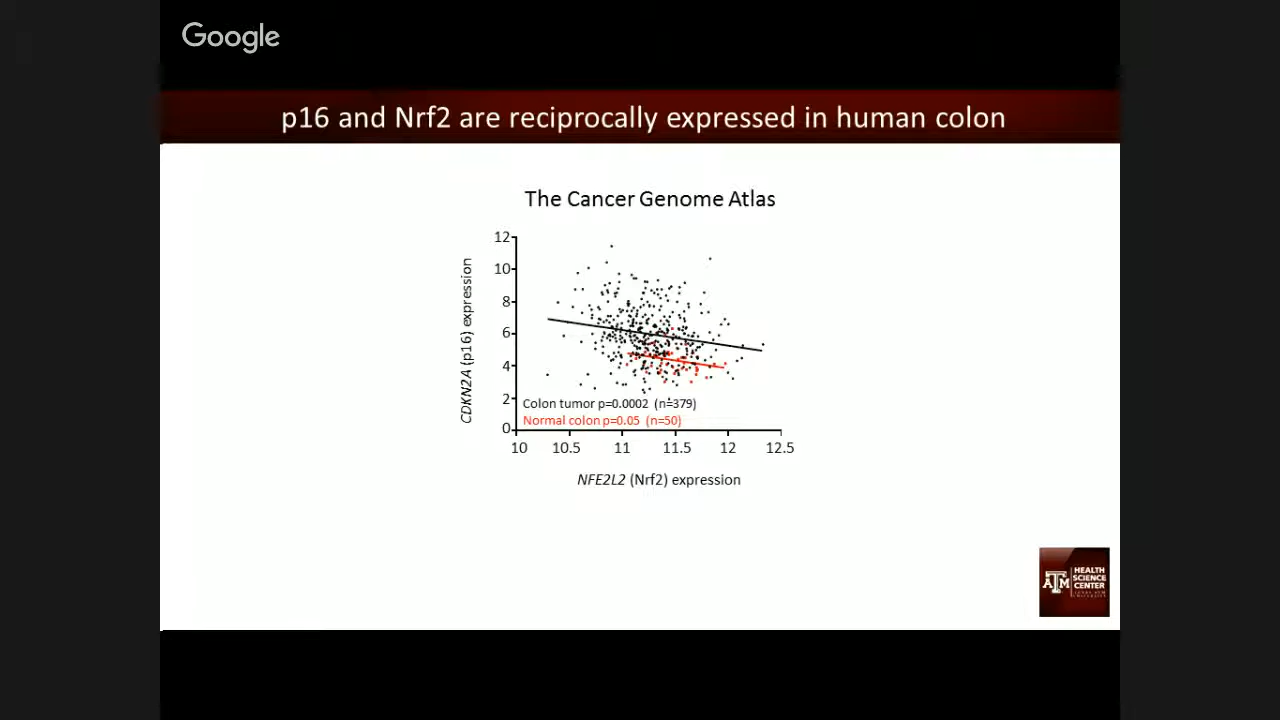 Google
p16 and Nrf2 are reciprocally expressed in human colon
The Cancer Genome Atlas
CDKN2A (p16) expression
12
10
8
6
4
2
0
Colon tumor p=0.0002 (n=379)
Normal colon p=0.05 (n=50)
10 10.5 11 11.5 12 12.5
NFE2L2 (Nrf2) expression
ATM
HEALTH
SCIENCE
CENTER